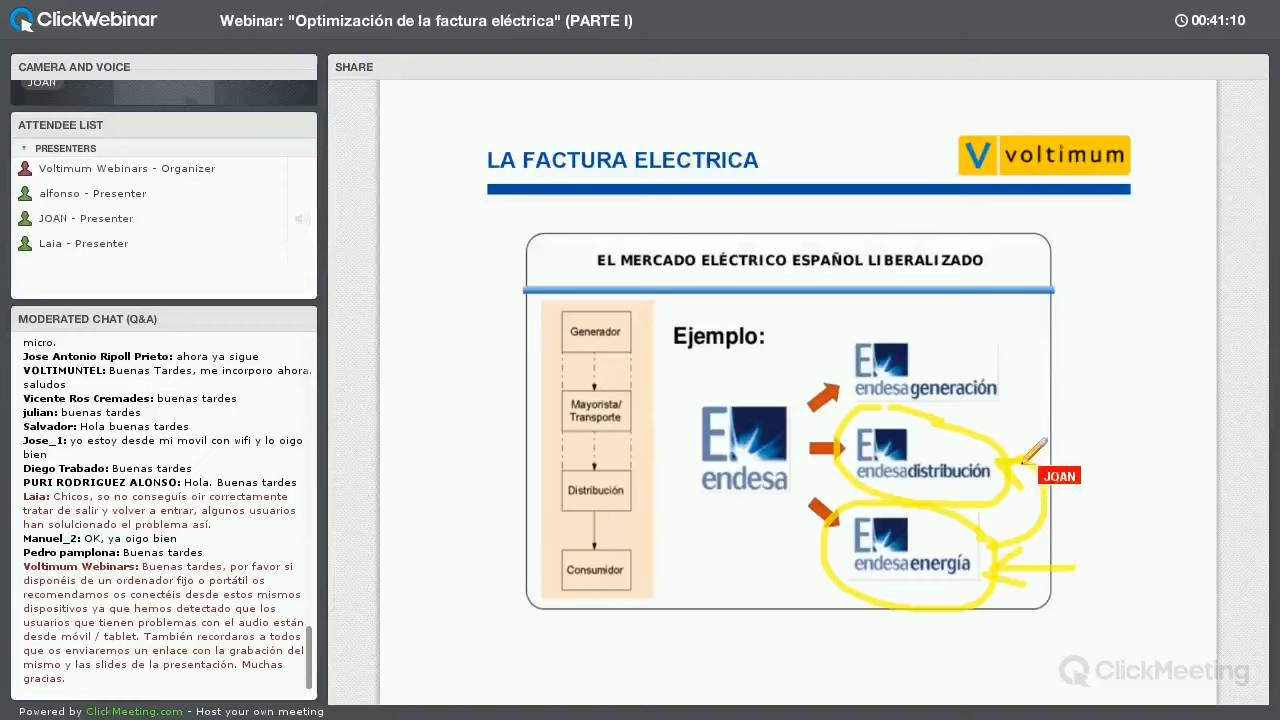 ClickWebinar
Webinar: "Optimización de la factura eléctrica" (PARTE I)
00:41:10
CAMERA AND VOICE
JOAN
ATTENDEE LIST
PRESENTERS
Voltimum Webinars - Organizer
alfonso - Presenter
JOAN - Presenter
Laia - Presenter
MODERATED CHAT (Q&A)
micro.
Jose Antonio Ripoll Prieto: ahora ya sigue
VOLTIMUNTEL: Buenas Tardes, me incorporo ahora.
saludos
Vicente Ros Crenades: buenas tardes
julian: buenas tardes
Salvador: Hola buenas tardes
Jose_1: yo estoy desde mi movil con wifi y lo oigo
bien
Diego Trabado: Buenas tardes
PURI RODRIGUEZ ALONSO: Hola. Buenas tardes
Laia: Chicos, so no conseguís oir correctamente
tratar de salir y volver a entrar, algunos usuarios
han solulcionado el problema así.
Manuel_2: OK, ya oigo bien
Pedro pamplona: Buenas tardes
Voltimum Webinars: Buenas tardes, por favor si
disponéis de un ordenador fijo o portátil os
recomendamos os conectéis desde estos mismos
dispositivos ya que hemos detectado que los
usuarios que tienen problemas con el audio están
desde móvil / tablet. También recordaros a todos
que os enviaramos un enlace con la grabación del
mismo y las slides de la presentación. Muchas
gracias.
Powered by ClickMeeting.com - Host your own meeting
SHARE
LA FACTURA ELECTRICA
V voltimum
EL MERCADO ELÉCTRICO ESPAÑOL LIBERALIZADO
Generador
Mayorista/
Transporte
Distribución
Consumidor
Ejemplo:
E
endesa
E
endesa generación
E
endesa distribución
E
endesa energía
JOAN
ClickMeeting